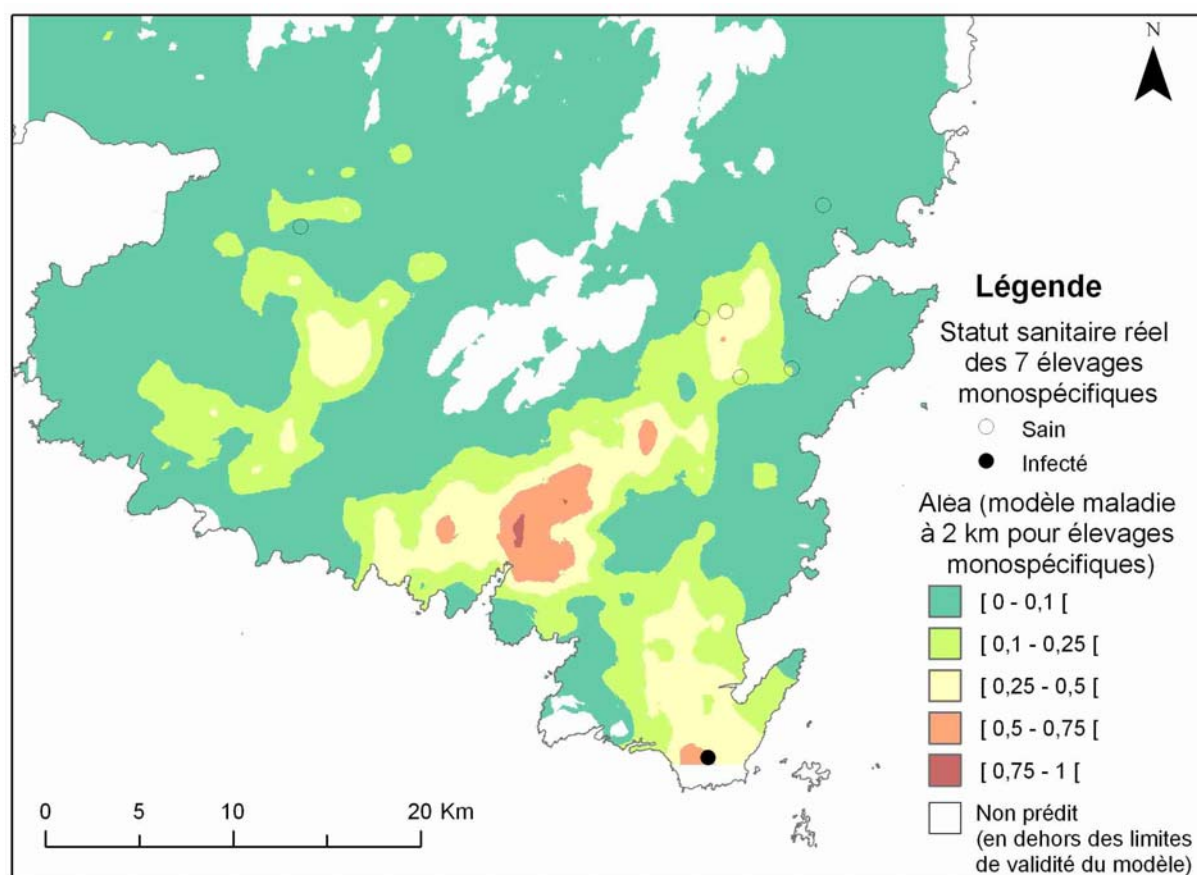 N
Légende
Statut sanitaire réel
des 7 élevages
monospécifiques
Sain
Infecté
Aléa (modèle maladie
à 2 km pour élevages
monospécifiques)
[ 0 - 0,1 [
[ 0,1 - 0,25 [
[ 0,25 - 0,5 [
[ 0,5 - 0,75 [
[ 0,75 - 1 [
Non prédit
(en dehors des limites
de validité du modèle)
0 5 10 20 Km